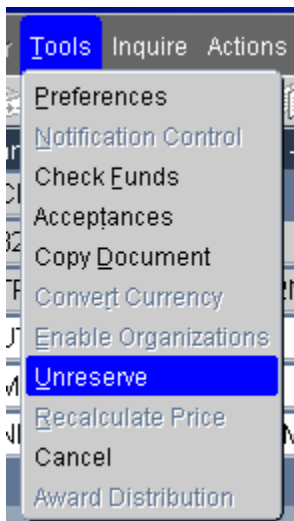 Tools Inquire Actions
Preferences
Notification Control
Check Funds
Acceptances
Copy Document
Convert Currency
Enable Organizations
Unreserve
Recalculate Price
Cancel
Award Distribution